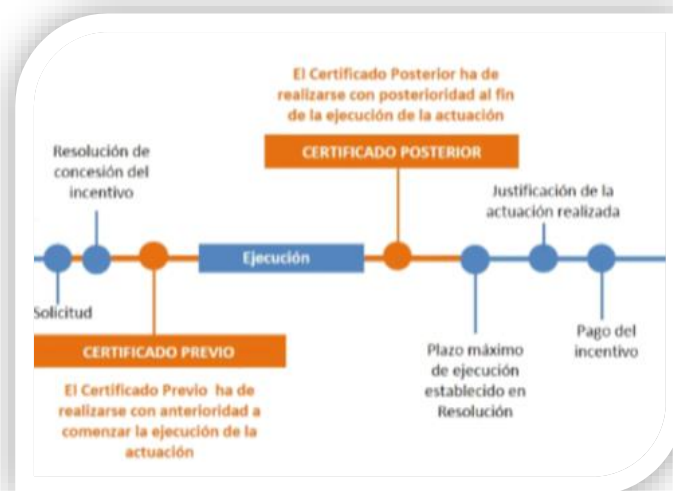 El Certificado Posterior ha de
realizarse con posterioridad al fin
de la ejecución de la actuación
CERTIFICADO POSTERIOR
Resolución de
concesión del
incentivo
Justificación de la
actuación realizada
Ejecución
Solicitud
CERTIFICADO PREVIO
El Certificado Previo ha de
realizarse con anterioridad a
comenzar la ejecución de la
actuación
Plazo máximo
de ejecución
establecido en
Resolución
Pago del
incentivo